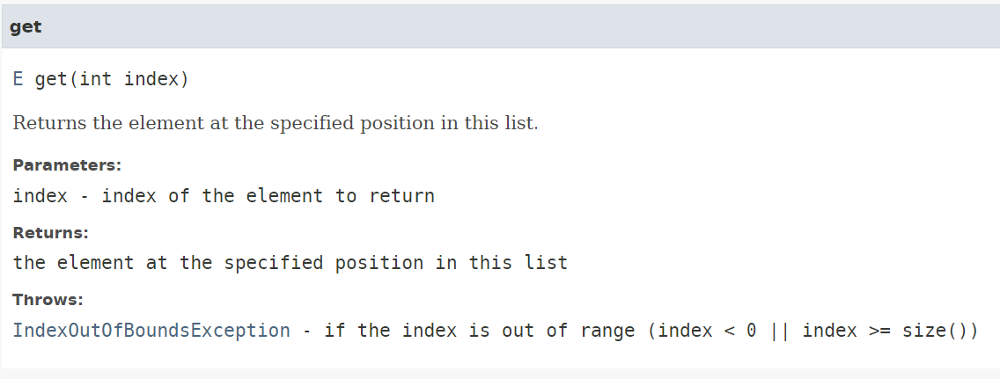 get
E get(int index)
Returns the element at the specified position in this list.
Parameters:
index - index of the element to return
Returns:
the element at the specified position in this list
Throws:
IndexOutOfBoundsException - if the index is out of range (index < 0 || index >= size())